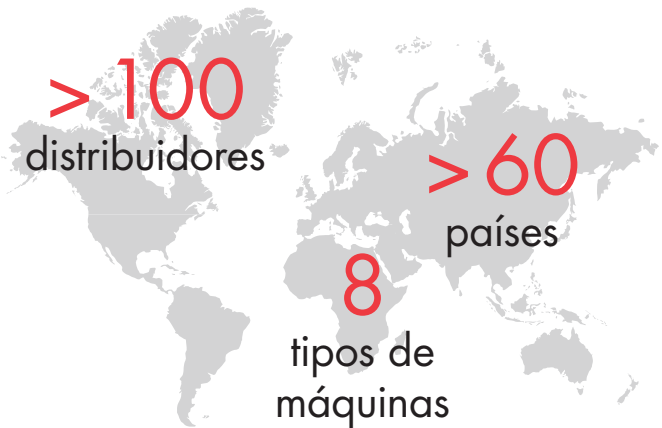 > 100
distribuidores
> 60
países
8
tipos de
máquinas